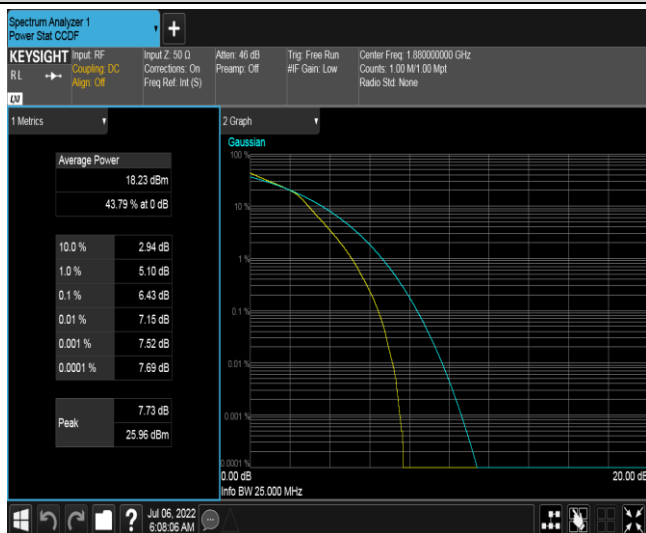 Spectrum Analyzer 1
Power Stat CCDF
KEYSIGHT
RL
Input: RF
Coupling: DC
Align: Off
Input Z: 50 Ω
Corrections: On
Freq Ref: Int (S)
Atten: 46 dB
Preamp: Off
Trig: Free Run
#IF Gain: Low
Center Freq: 1.880000000 GHz
Counts: 1.00 M/1.00 Mpt
Radio Std: None
LXI
1 Metrics
Average Power
18.23 dBm
43.79 % at 0 dB
10.0 % 2.94 dB
1.0 % 5.10 dB
0.1 % 6.43 dB
0.01 % 7.15 dB
0.001 % 7.52 dB
0.0001 % 7.69 dB
Peak
7.73 dB
25.96 dBm
2 Graph
Gaussian
100 %
10 %
1 %
0.1 %
0.01 %
0.001 %
0.0001 %
0.00 dB
20.00 dB
Info BW 25.000 MHz
?
Jul 06, 2022
6:08:06 AM